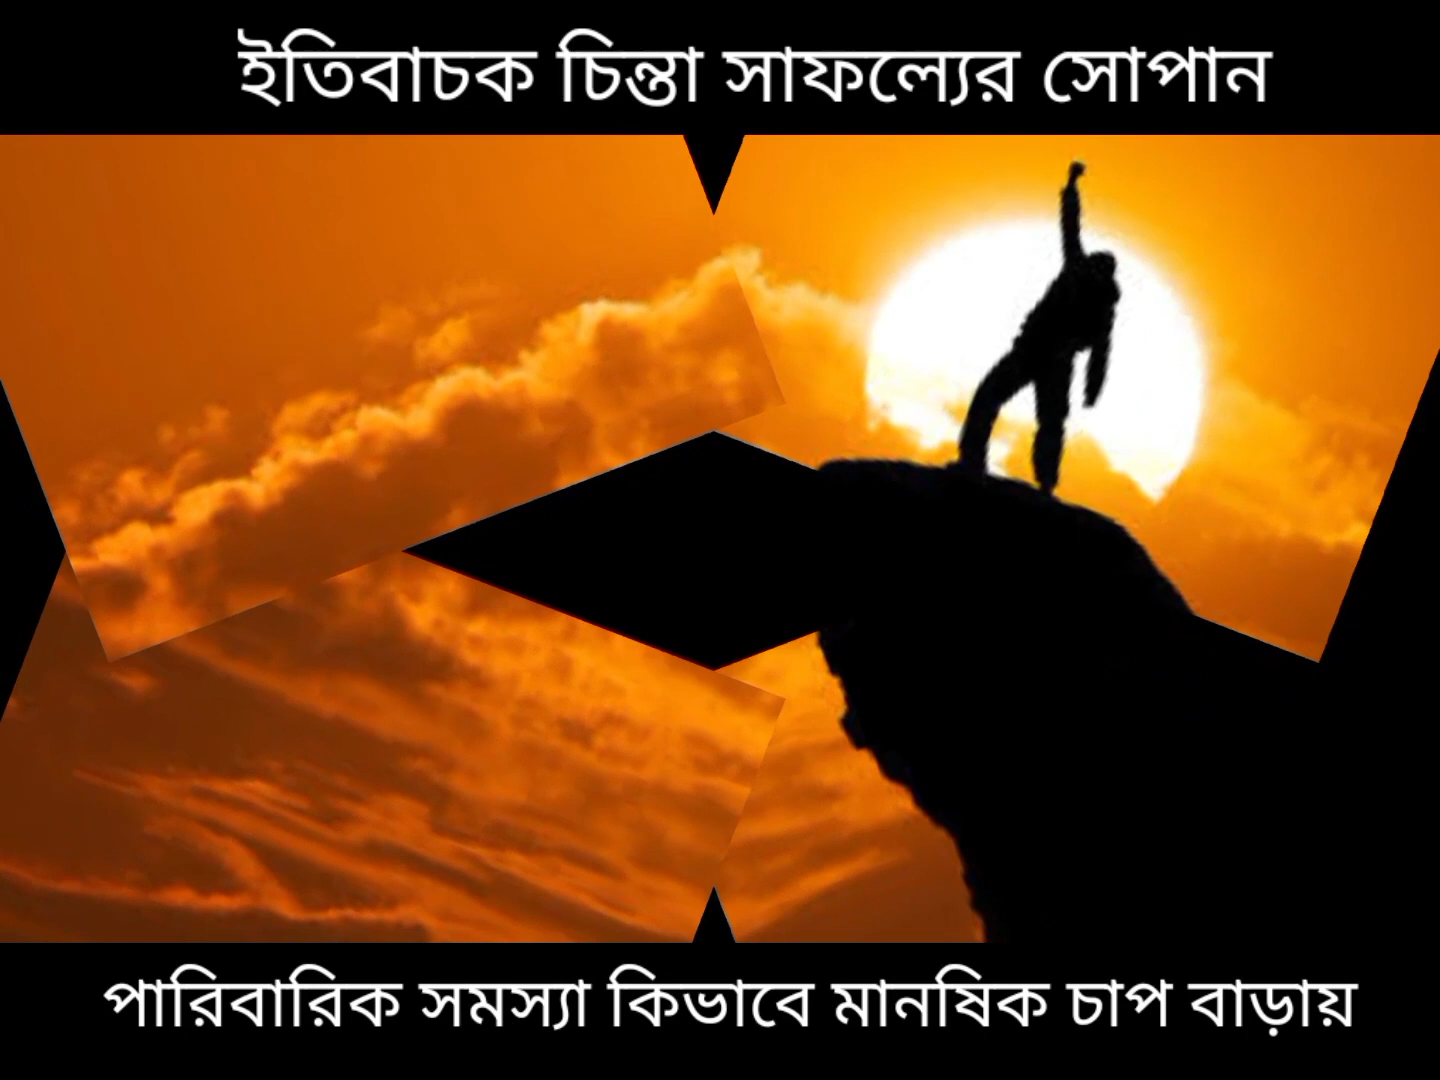 ইতিবাচক চিন্তা সাফল্যের সোপান
পারিবারিক সমস্যা কিভাবে মানষিক চাপ বাড়ায়